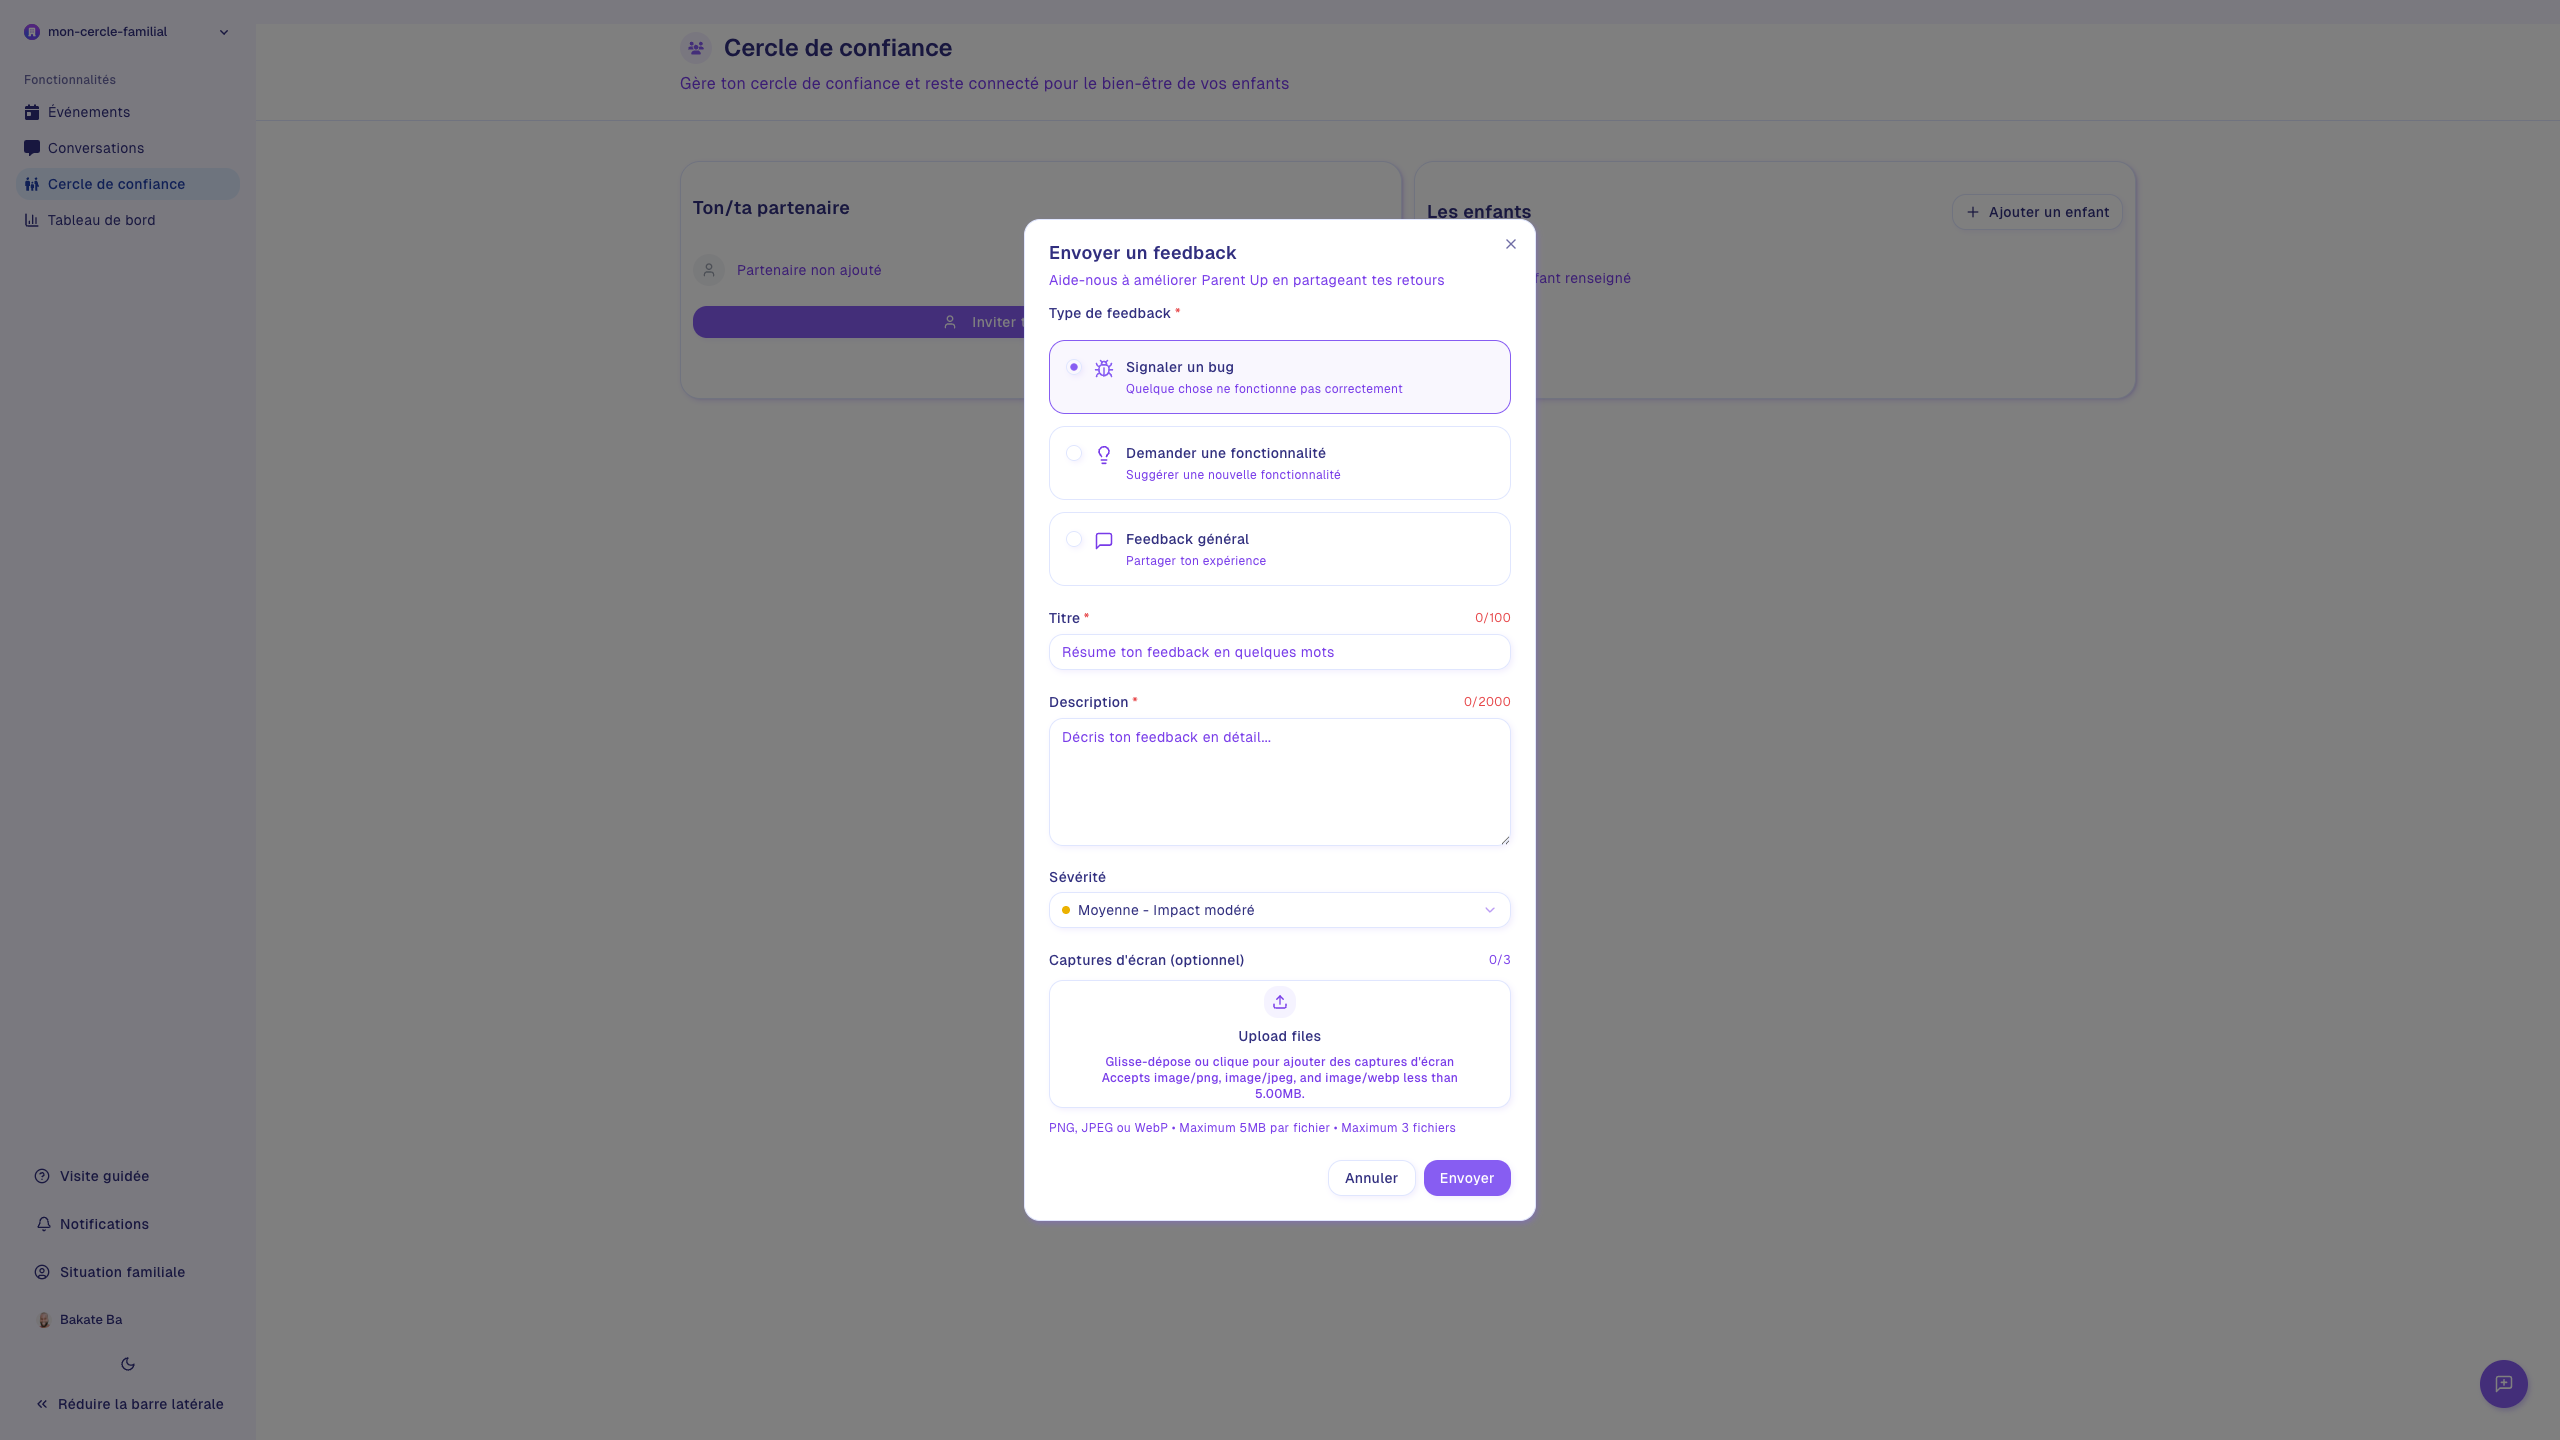 mon-cercle-familial
Fonctionnalités
Événements
Conversations
Cercle de confiance
Tableau de bord
Visite guidée
Notifications
Situation familiale
Bakate Ba
Réduire la barre latérale
Cercle de confiance
Gère ton cercle de confiance et reste connecté pour le bien-être de vos enfants
Ton/ta partenaire
Partenaire non ajouté
Inviter
Les enfants
Ajouter un enfant
renseigné
Envoyer un feedback
Aide-nous à améliorer Parent Up en partageant tes retours
Type de feedback *
Signaler un bug
Quelque chose ne fonctionne pas correctement
Demander une fonctionnalité
Suggérer une nouvelle fonctionnalité
Feedback général
Partager ton expérience
Titre * 0/100
Résume ton feedback en quelques mots
Description * 0/2000
Décris ton feedback en détail...
Sévérité
Moyenne - Impact modéré
Captures d'écran (optionnel) 0/3
Upload files
Glisse-dépose ou clique pour ajouter des captures d'écran
Accepts image/png, image/jpeg, and image/webp less than
5.00MB.
PNG, JPEG ou WebP • Maximum 5MB par fichier • Maximum 3 fichiers
Annuler
Envoyer